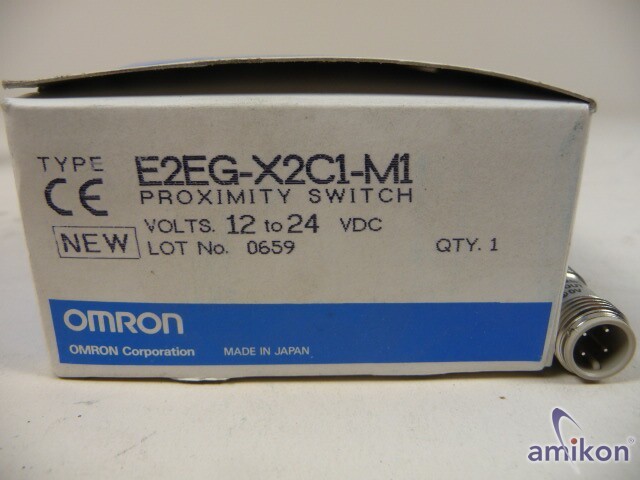 TYPE E2EG-X2C1-M1
CE PROXIMITY SWITCH
VOLTS. 12 to 24 VDC
NEW LOT No. 0659 QTY. 1
OMRON
OMRON Corporation MADE IN JAPAN
amikon®